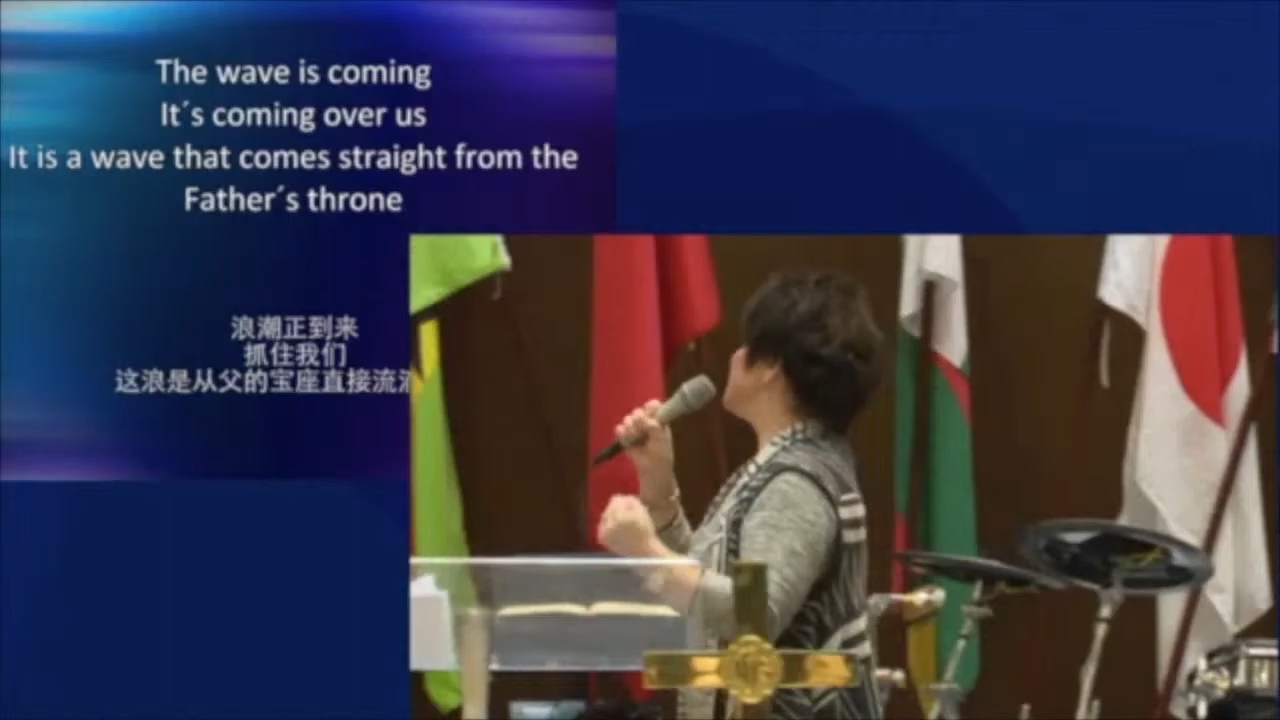 The wave is coming
It´s coming over us
It is a wave that comes straight from the
Father´s throne
浪潮正到来
抓住我们
这浪是从父的宝座直接流